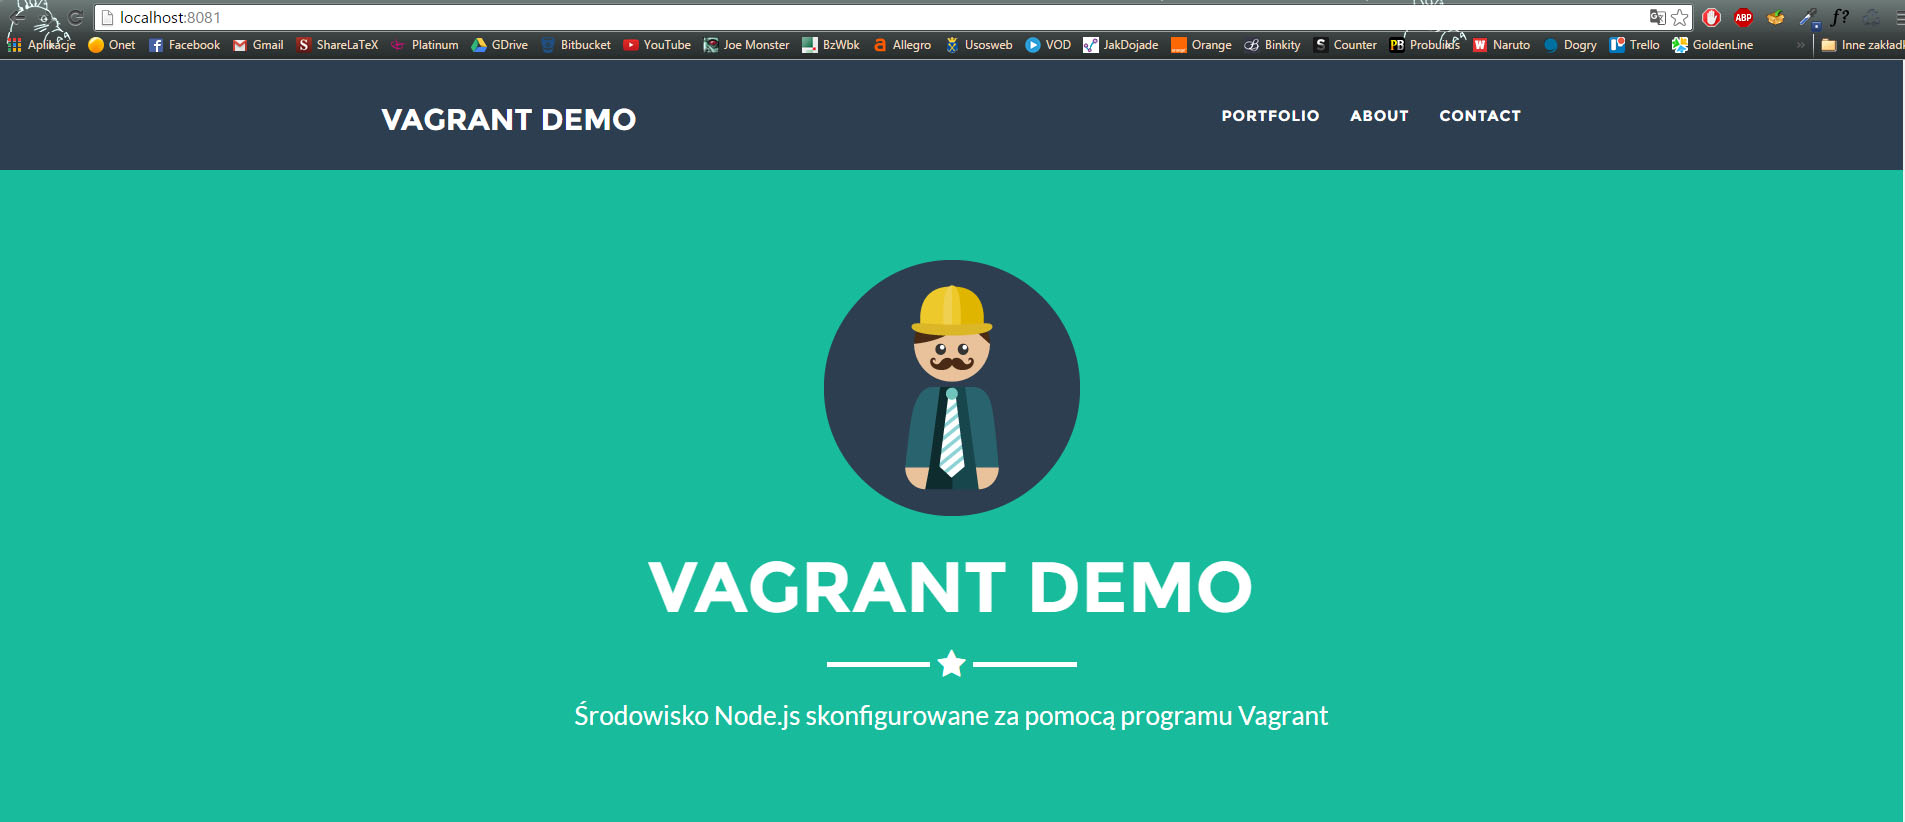 localhost:8081
ABP f?
Aplikacje Onet Facebook Gmail ShareLaTeX Platinum GDrive Bitbucket YouTube Joe Monster BzWbk Allegro Usosweb VOD JakDojade Orange Binkity Counter Probuilds Naruto Dogry Trello GoldenLine » Inne zakład
VAGRANT DEMO
PORTFOLIO ABOUT CONTACT
VAGRANT DEMO
Środowisko Node.js skonfigurowane za pomocą programu Vagrant